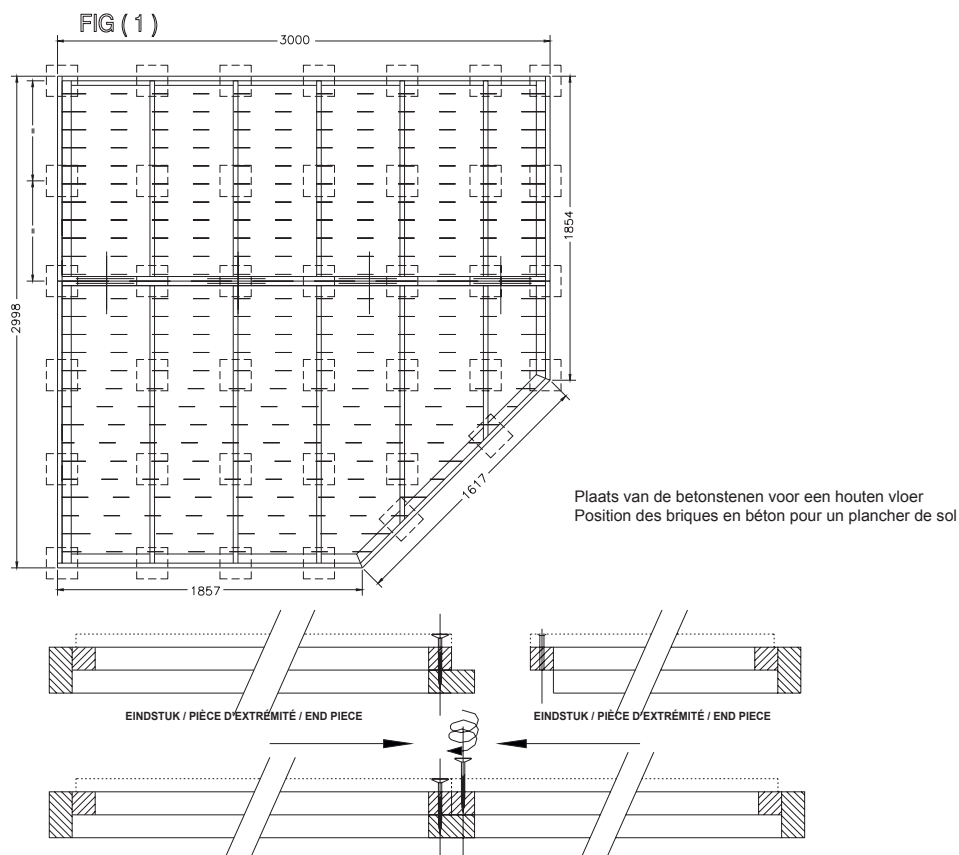 FIG ( 1 )
3000
=
=
2998
1854
1617
1857
Plaats van de betonstenen voor een houten vloer
Position des briques en béton pour un plancher de sol
EINDSTUK / PIÈCE D'EXTRÉMITÉ / END PIECE
EINDSTUK / PIÈCE D'EXTRÉMITÉ / END PIECE